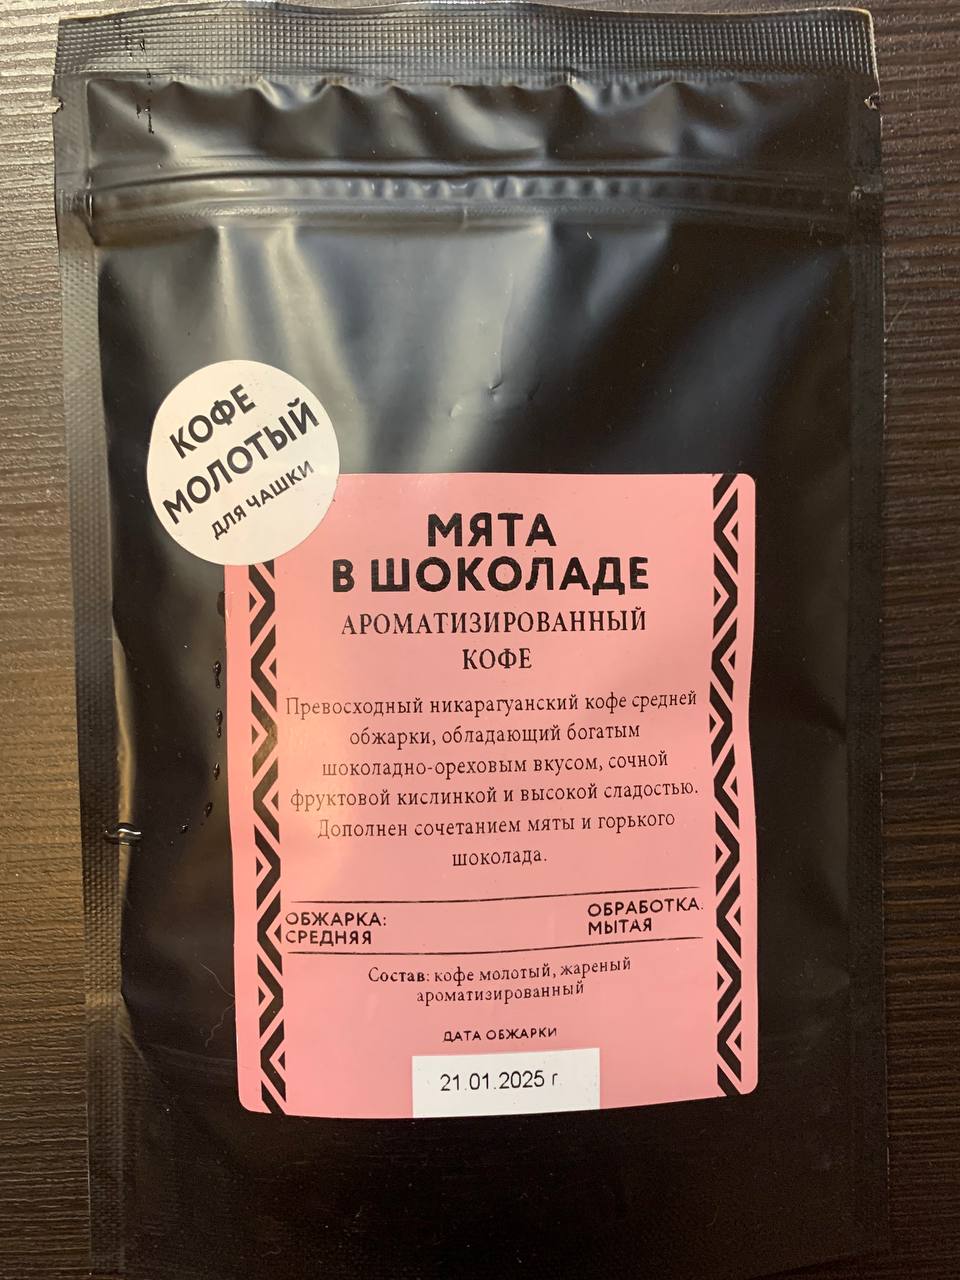 КОФЕ
МОЛОТЫЙ
ДЛЯ ЧАШКИ
МЯТА
В ШОКОЛАДЕ
АРОМАТИЗИРОВАННЫЙ
КОФЕ
Превосходный никарагуанский кофе средней
обжарки, обладающий богатым
шоколадно-ореховым вкусом, сочной
фруктовой кислинкой и высокой сладостью.
Дополнен сочетанием мяты и горького
шоколада.
ОБЖАРКА:
СРЕДНЯЯ
ОБРАБОТКА:
МЫТАЯ
Состав: кофе молотый, жареный
ароматизированный
ДАТА ОБЖАРКИ
21.01.2025 г.